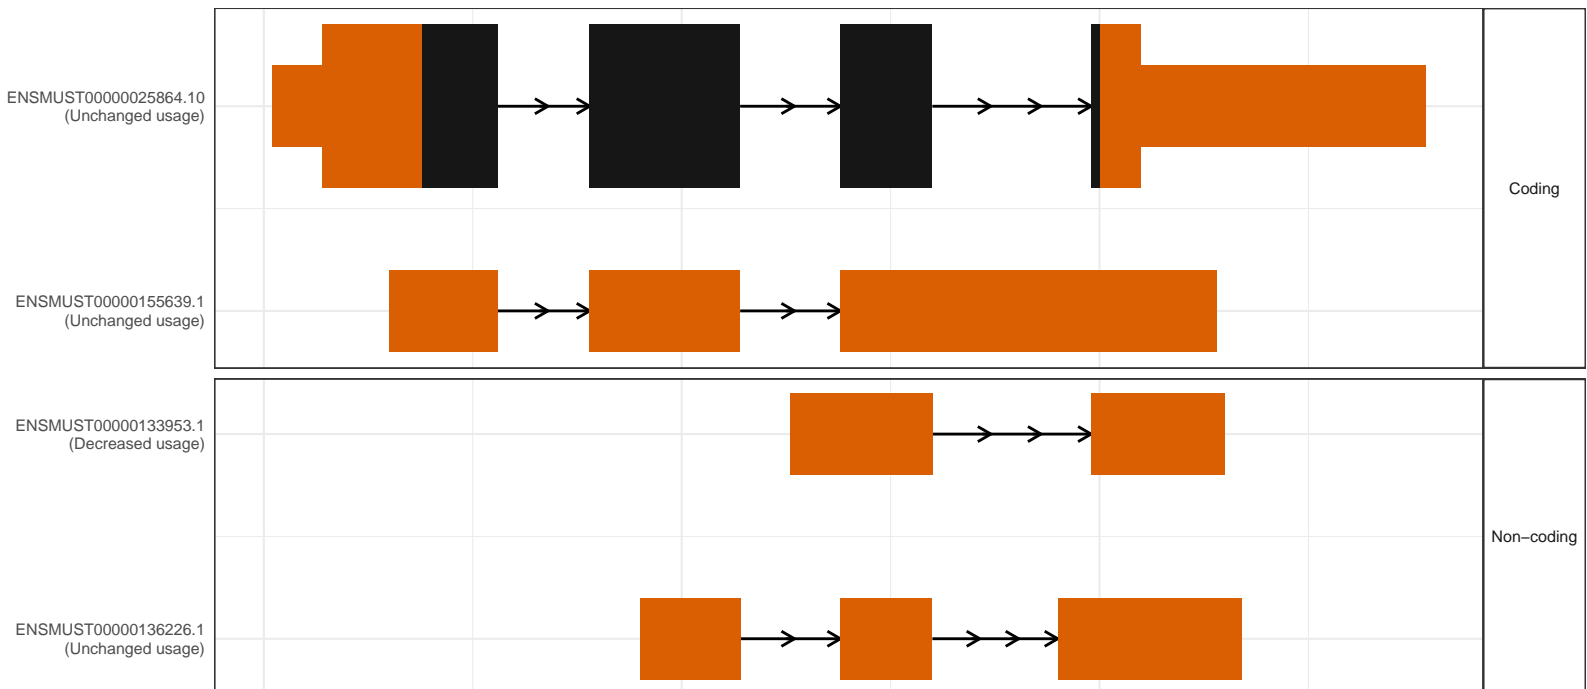 ENSMUST00000025864.10
(Unchanged usage)
Coding
ENSMUST00000155639.1
(Unchanged usage)
ENSMUST00000133953.1
(Decreased usage)
Non−coding
ENSMUST00000136226.1
(Unchanged usage)